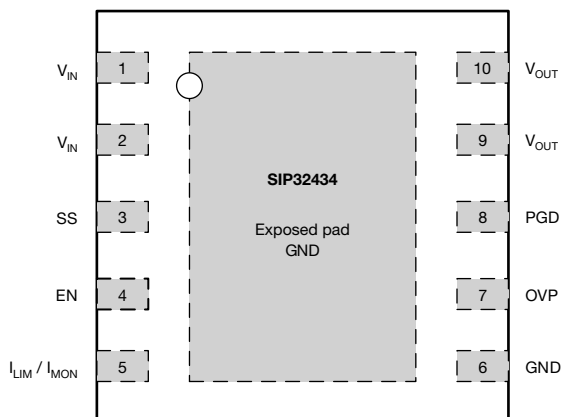 V_IN 1 10 V_OUT
V_IN 2 9 V_OUT
SIP32434
SS 3 8 PGD
Exposed pad
GND
EN 4 7 OVP
I_LIM / I_MON 5 6 GND